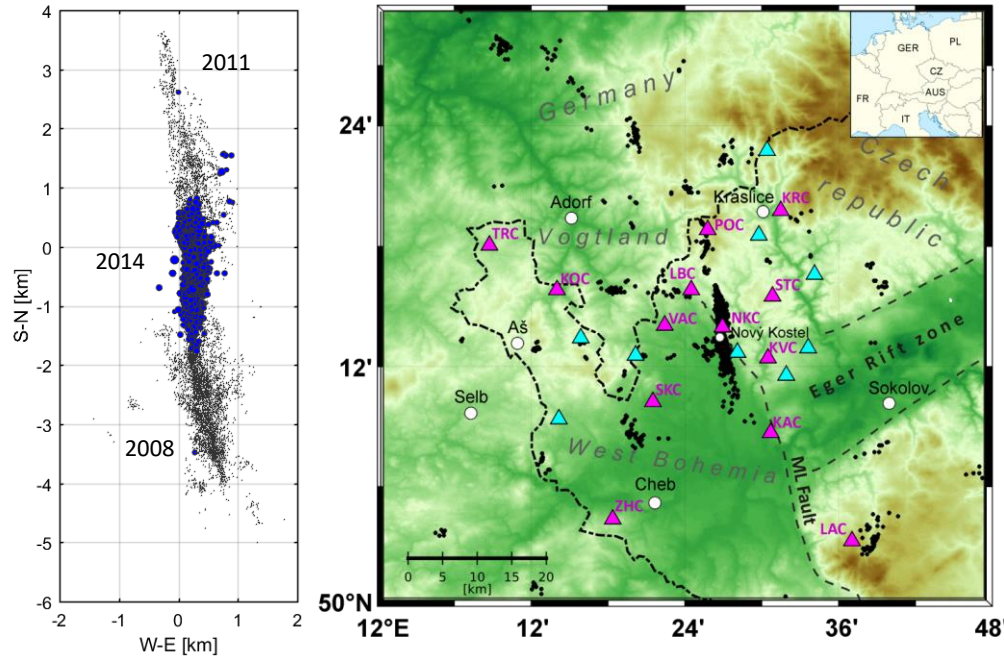 4
3
2
1
0
-1
-2
-3
-4
-5
-6
S-N [km]
-2
-1
0
1
2
W-E [km]
2011
2014
2008
24'
12'
50°N
12°E
12'
24'
36'
48'
Germany
Czech
republic
Vogtland
West Bohemia
Eger Rift zone
ML Fault
Kraslice
Adorf
Aš
Selb
Cheb
Sokolov
Nový Kostel
KRC
POC
TRC
KOC
LBC
STC
VAC
NKC
KVC
SKC
KAC
ZHC
LAC
0 5 10 15 20
[km]
GER
PL
CZ
FR
AUS
IT